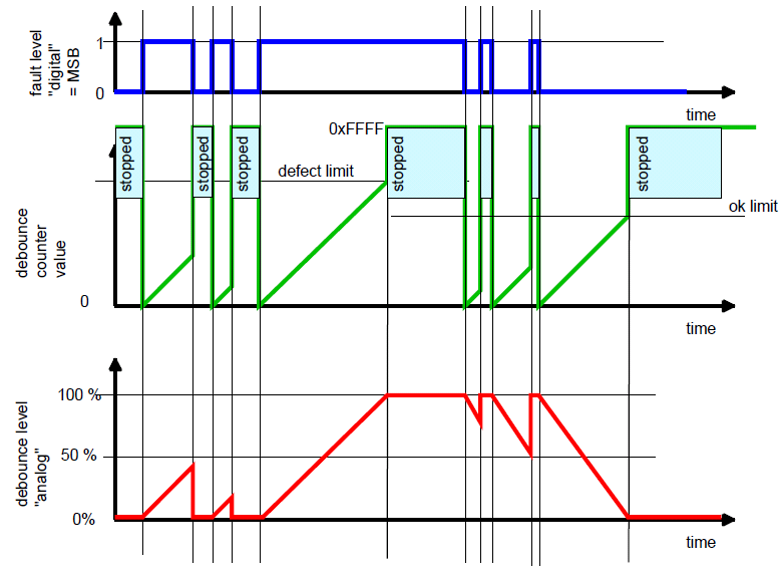 fault level
"digital"
= MSB
1
0
time
0xFFFF
stopped
stopped
stopped
stopped
stopped
defect limit
ok limit
debounce
counter
value
0
time
debounce level
"analog"
100 %
50 %
0%
time